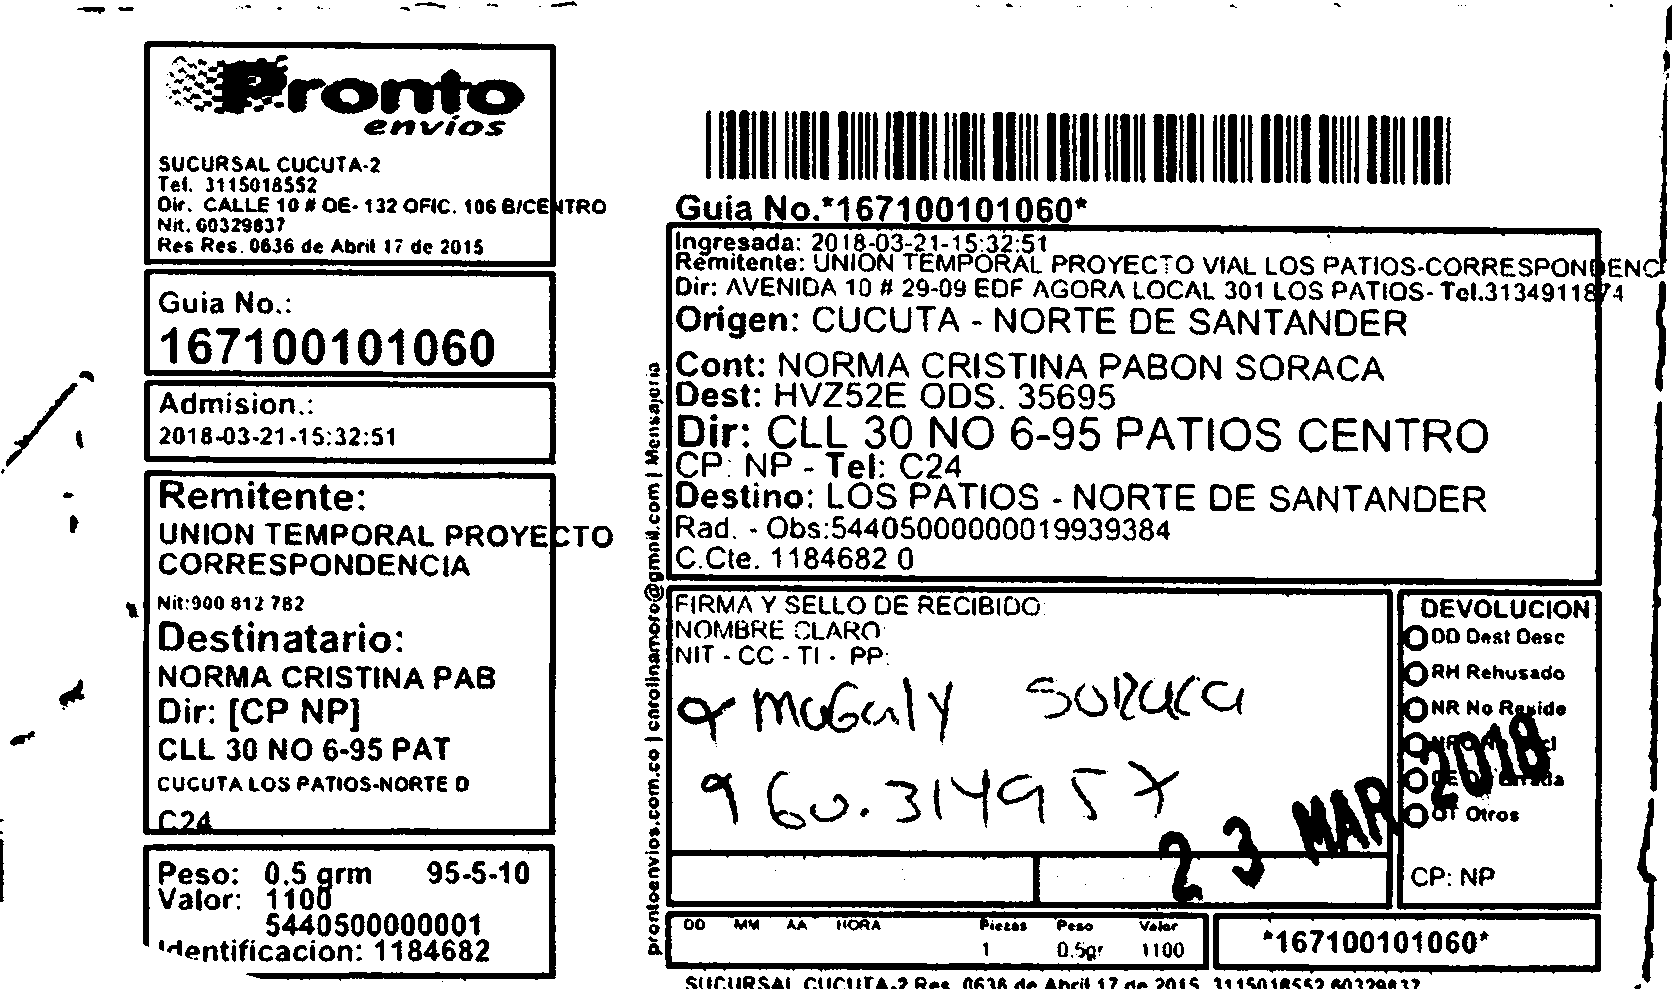 Pronto
envíos
SUCURSAL CUCUTA-2
Tel. 3115018552
Dir. CALLE 10 # OE- 132 OFIC. 106 B/CENTRO
Nit. 60329837
Res Res. 0636 de Abril 17 de 2015
Guia No.:
167100101060
Admision.:
2018-03-21-15:32:51
Remitente:
UNION TEMPORAL PROYECTO
CORRESPONDENCIA
Nit:900 812 782
Destinatario:
NORMA CRISTINA PAB
Dir: [CP NP]
CLL 30 NO 6-95 PAT
CUCUTA LOS PATIOS-NORTE D
C24
Peso: 0.5 grm 95-5-10
Valor: 1100
5440500000001
Identificacion: 1184682
prontoenvios.com.co | carolinamoro@gmail.com | Mensajeria
Guia No.*167100101060*
Ingresada: 2018-03-21-15:32:51
Remitente: UNION TEMPORAL PROYECTO VIAL LOS PATIOS-CORRESPONDENC
Dir: AVENIDA 10 # 29-09 EDF AGORA LOCAL 301 LOS PATIOS- Tel.3134911874
Origen: CUCUTA - NORTE DE SANTANDER
Cont: NORMA CRISTINA PABON SORACA
Dest: HVZ52E ODS. 35695
Dir: CLL 30 NO 6-95 PATIOS CENTRO
CP: NP - Tel: C24
Destino: LOS PATIOS - NORTE DE SANTANDER
Rad. - Obs:54405000000019939384
C.Cte. 1184682 0
FIRMA Y SELLO DE RECIBIDO:
NOMBRE CLARO:
NIT - CC - TI - PP:
MaGaly Soraca
60.314957
23 MAR 2018
DEVOLUCION
DD Dest Desc
RH Rehusado
NR No Reside
OT Otros
CP: NP
DD MM AA HORA Piezas Peso Valor
1 0.5gr 1100
*167100101060*
SUCURSAL CUCUTA-2 Res. 0636 de Abril 17 de 2015 3115018552 60329837